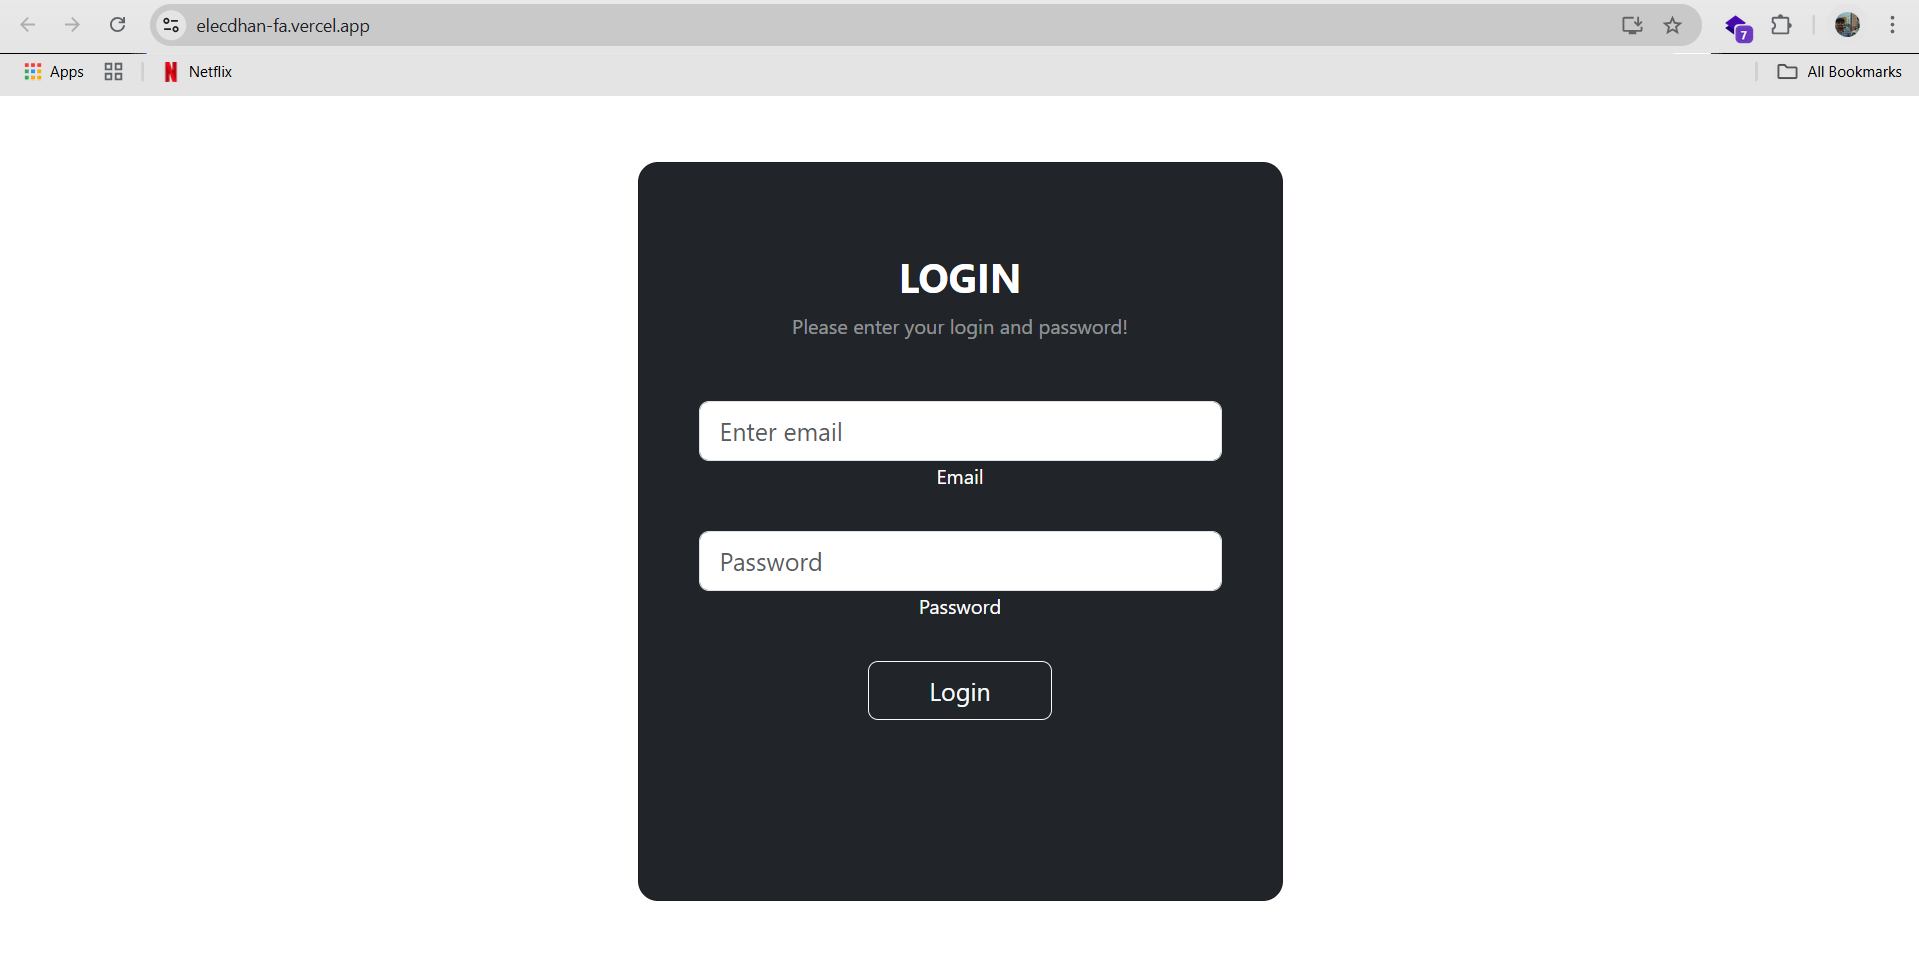 elecdhan-fa.vercel.app
7
Apps
Netflix
All Bookmarks
LOGIN
Please enter your login and password!
Enter email
Email
Password
Password
Login